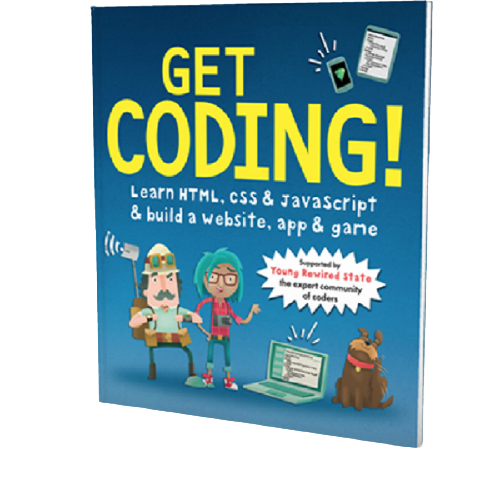 GET
CODING!
Learn HTML, CSS & JavaScript
& build a website, app & game
Supported by
Young Rewired State
the expert community
of coders